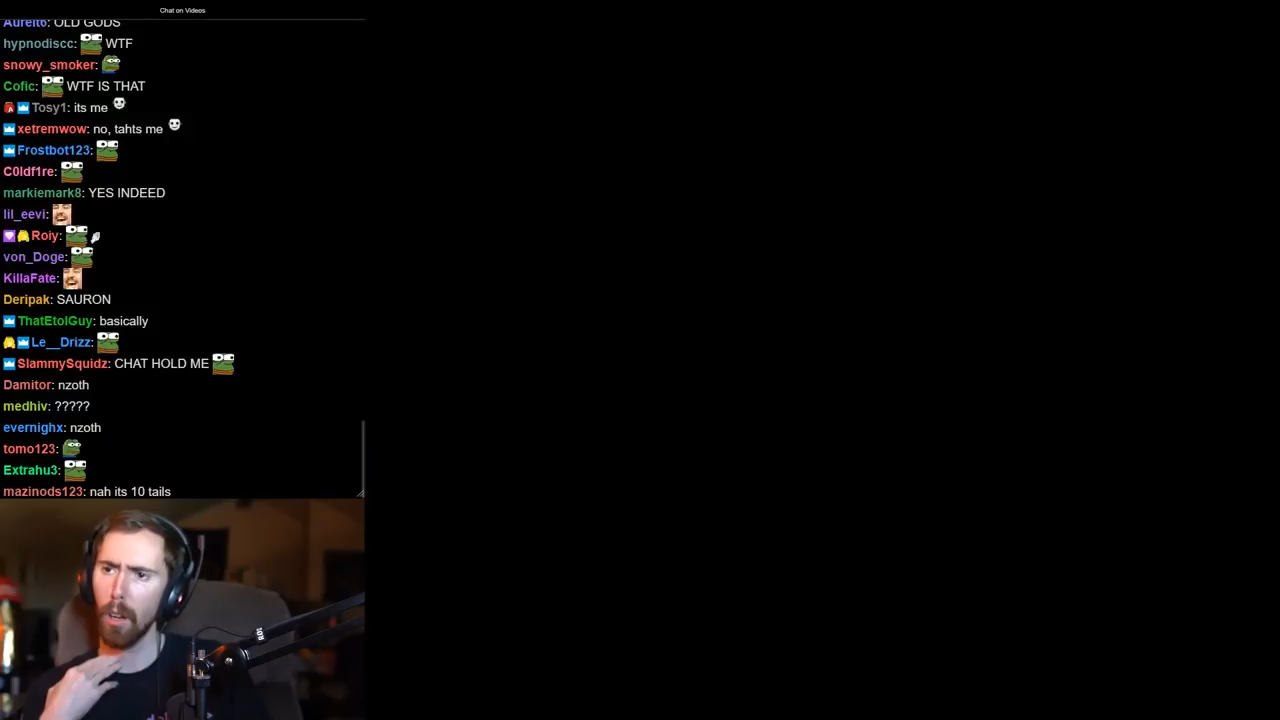 Chat on Videos
Aurelt6: OLD GODS
hypnodiscc: WTF
snowy_smoker:
Cofic: WTF IS THAT
Tosy1: its me
xetremwow: no, tahts me
Frostbot123:
C0ldf1re:
markiemark8: YES INDEED
lil_eevi:
Roiy:
von_Doge:
KillaFate:
Deripak: SAURON
ThatEtolGuy: basically
Le__Drizz:
SlammySquidz: CHAT HOLD ME
Damitor: nzoth
medhiv: ?????
evernighx: nzoth
tomo123:
Extrahu3:
mazinods123: nah its 10 tails